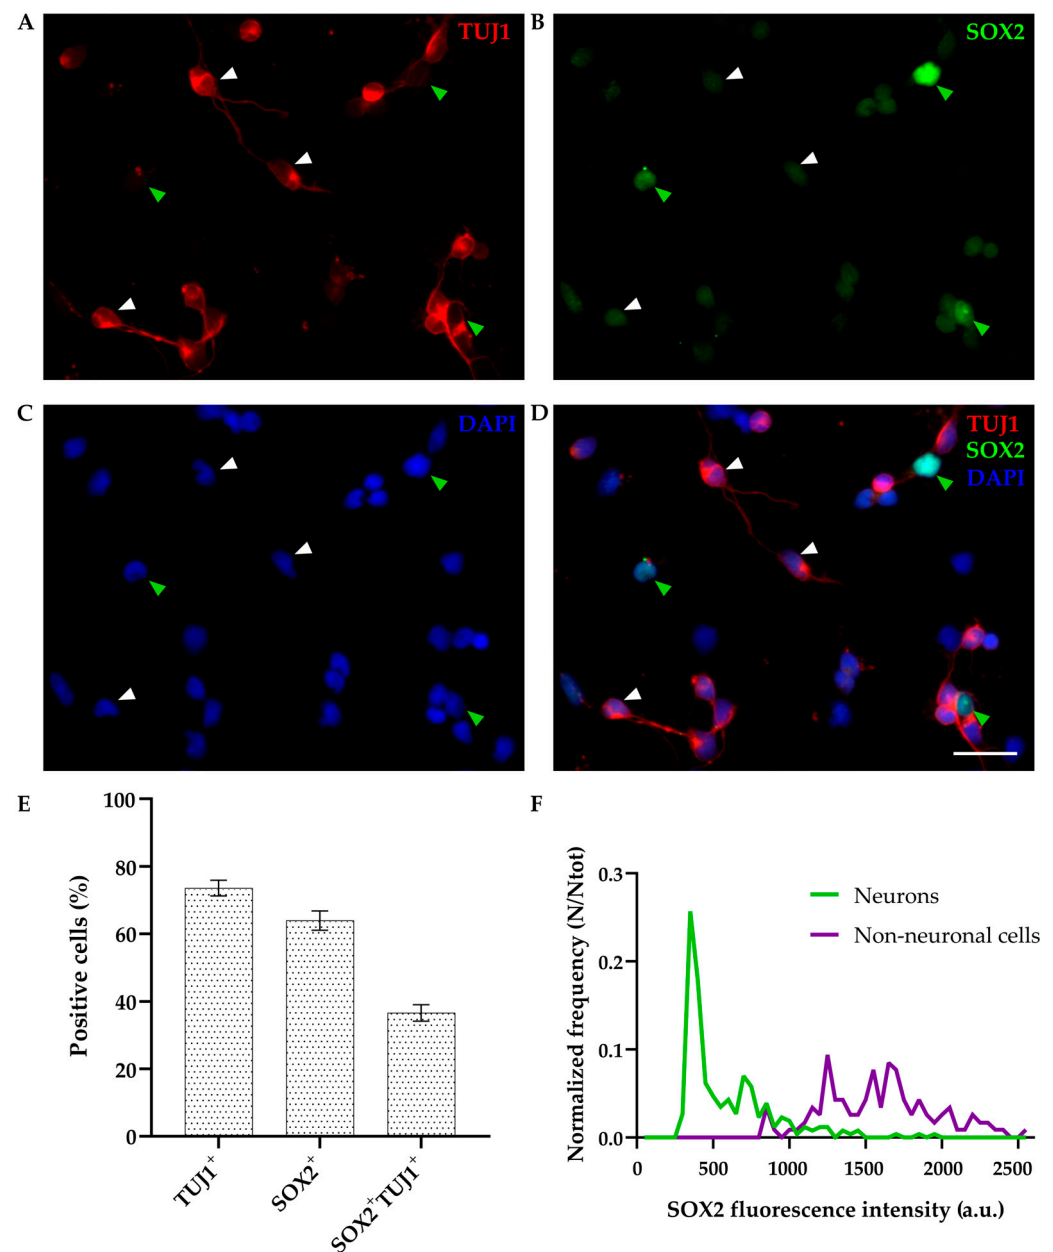 A
TUJ1
B
SOX2
C
DAPI
D
TUJ1
SOX2
DAPI
E
Positive cells (%)
100
80
60
40
20
0
TUJ1+
SOX2+
SOX2+TUJ1+
F
Normalized frequency (N/Ntot)
0.3
0.2
0.1
0.0
Neurons
Non-neuronal cells
0
500
1000
1500
2000
2500
SOX2 fluorescence intensity (a.u.)